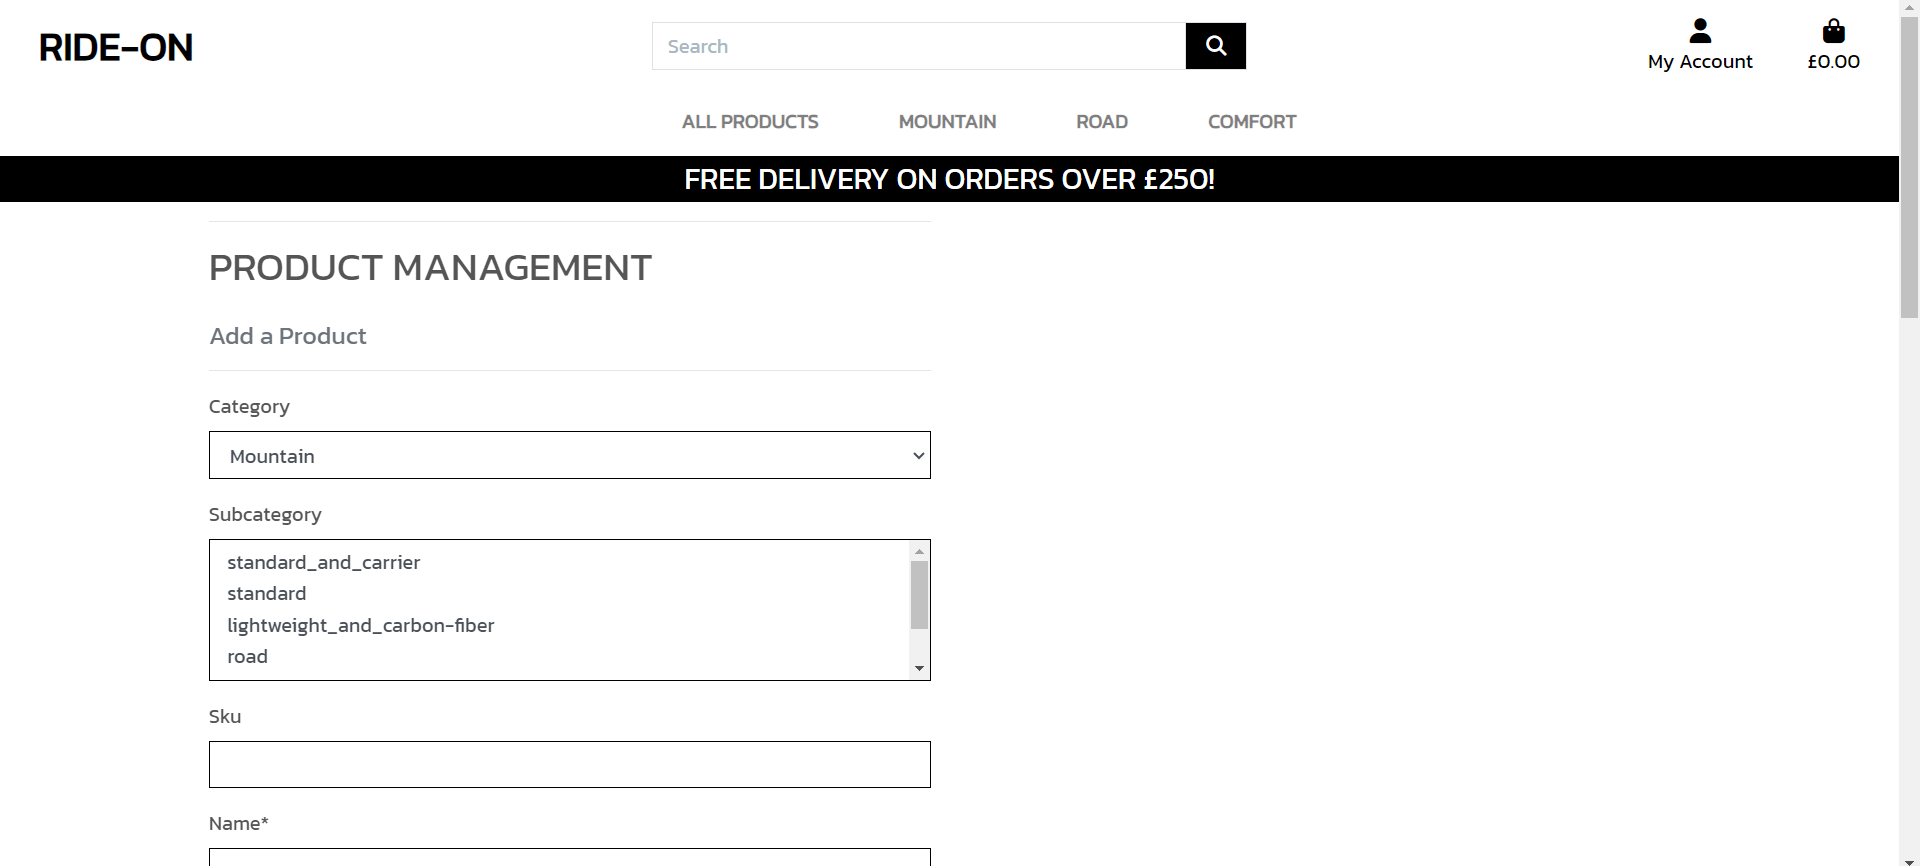 RIDE-ON
Search
My Account
£0.00
ALL PRODUCTS
MOUNTAIN
ROAD
COMFORT
FREE DELIVERY ON ORDERS OVER £250!
PRODUCT MANAGEMENT
Add a Product
Category
Mountain
Subcategory
standard_and_carrier
standard
lightweight_and_carbon-fiber
road
Sku
Name*